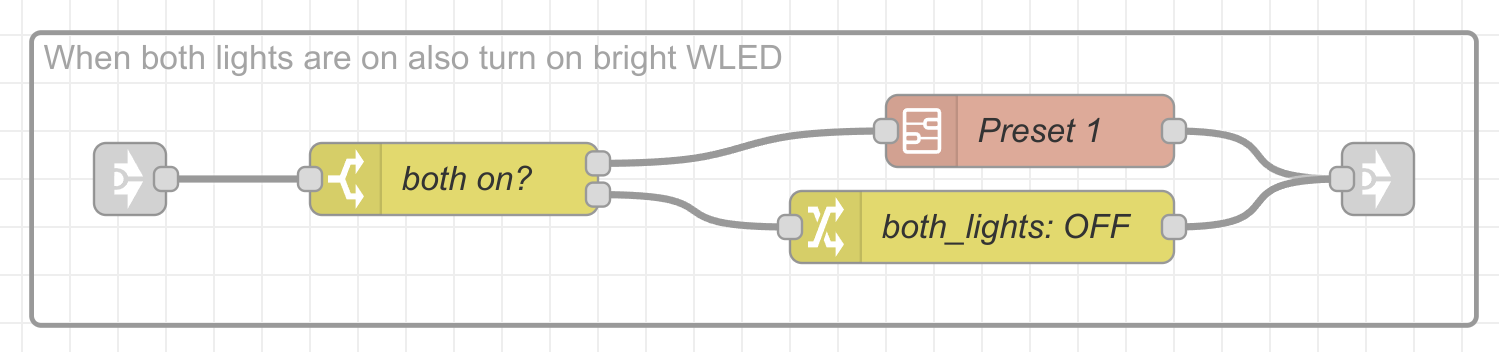 When both lights are on also turn on bright WLED
Preset 1
both on?
both_lights: OFF